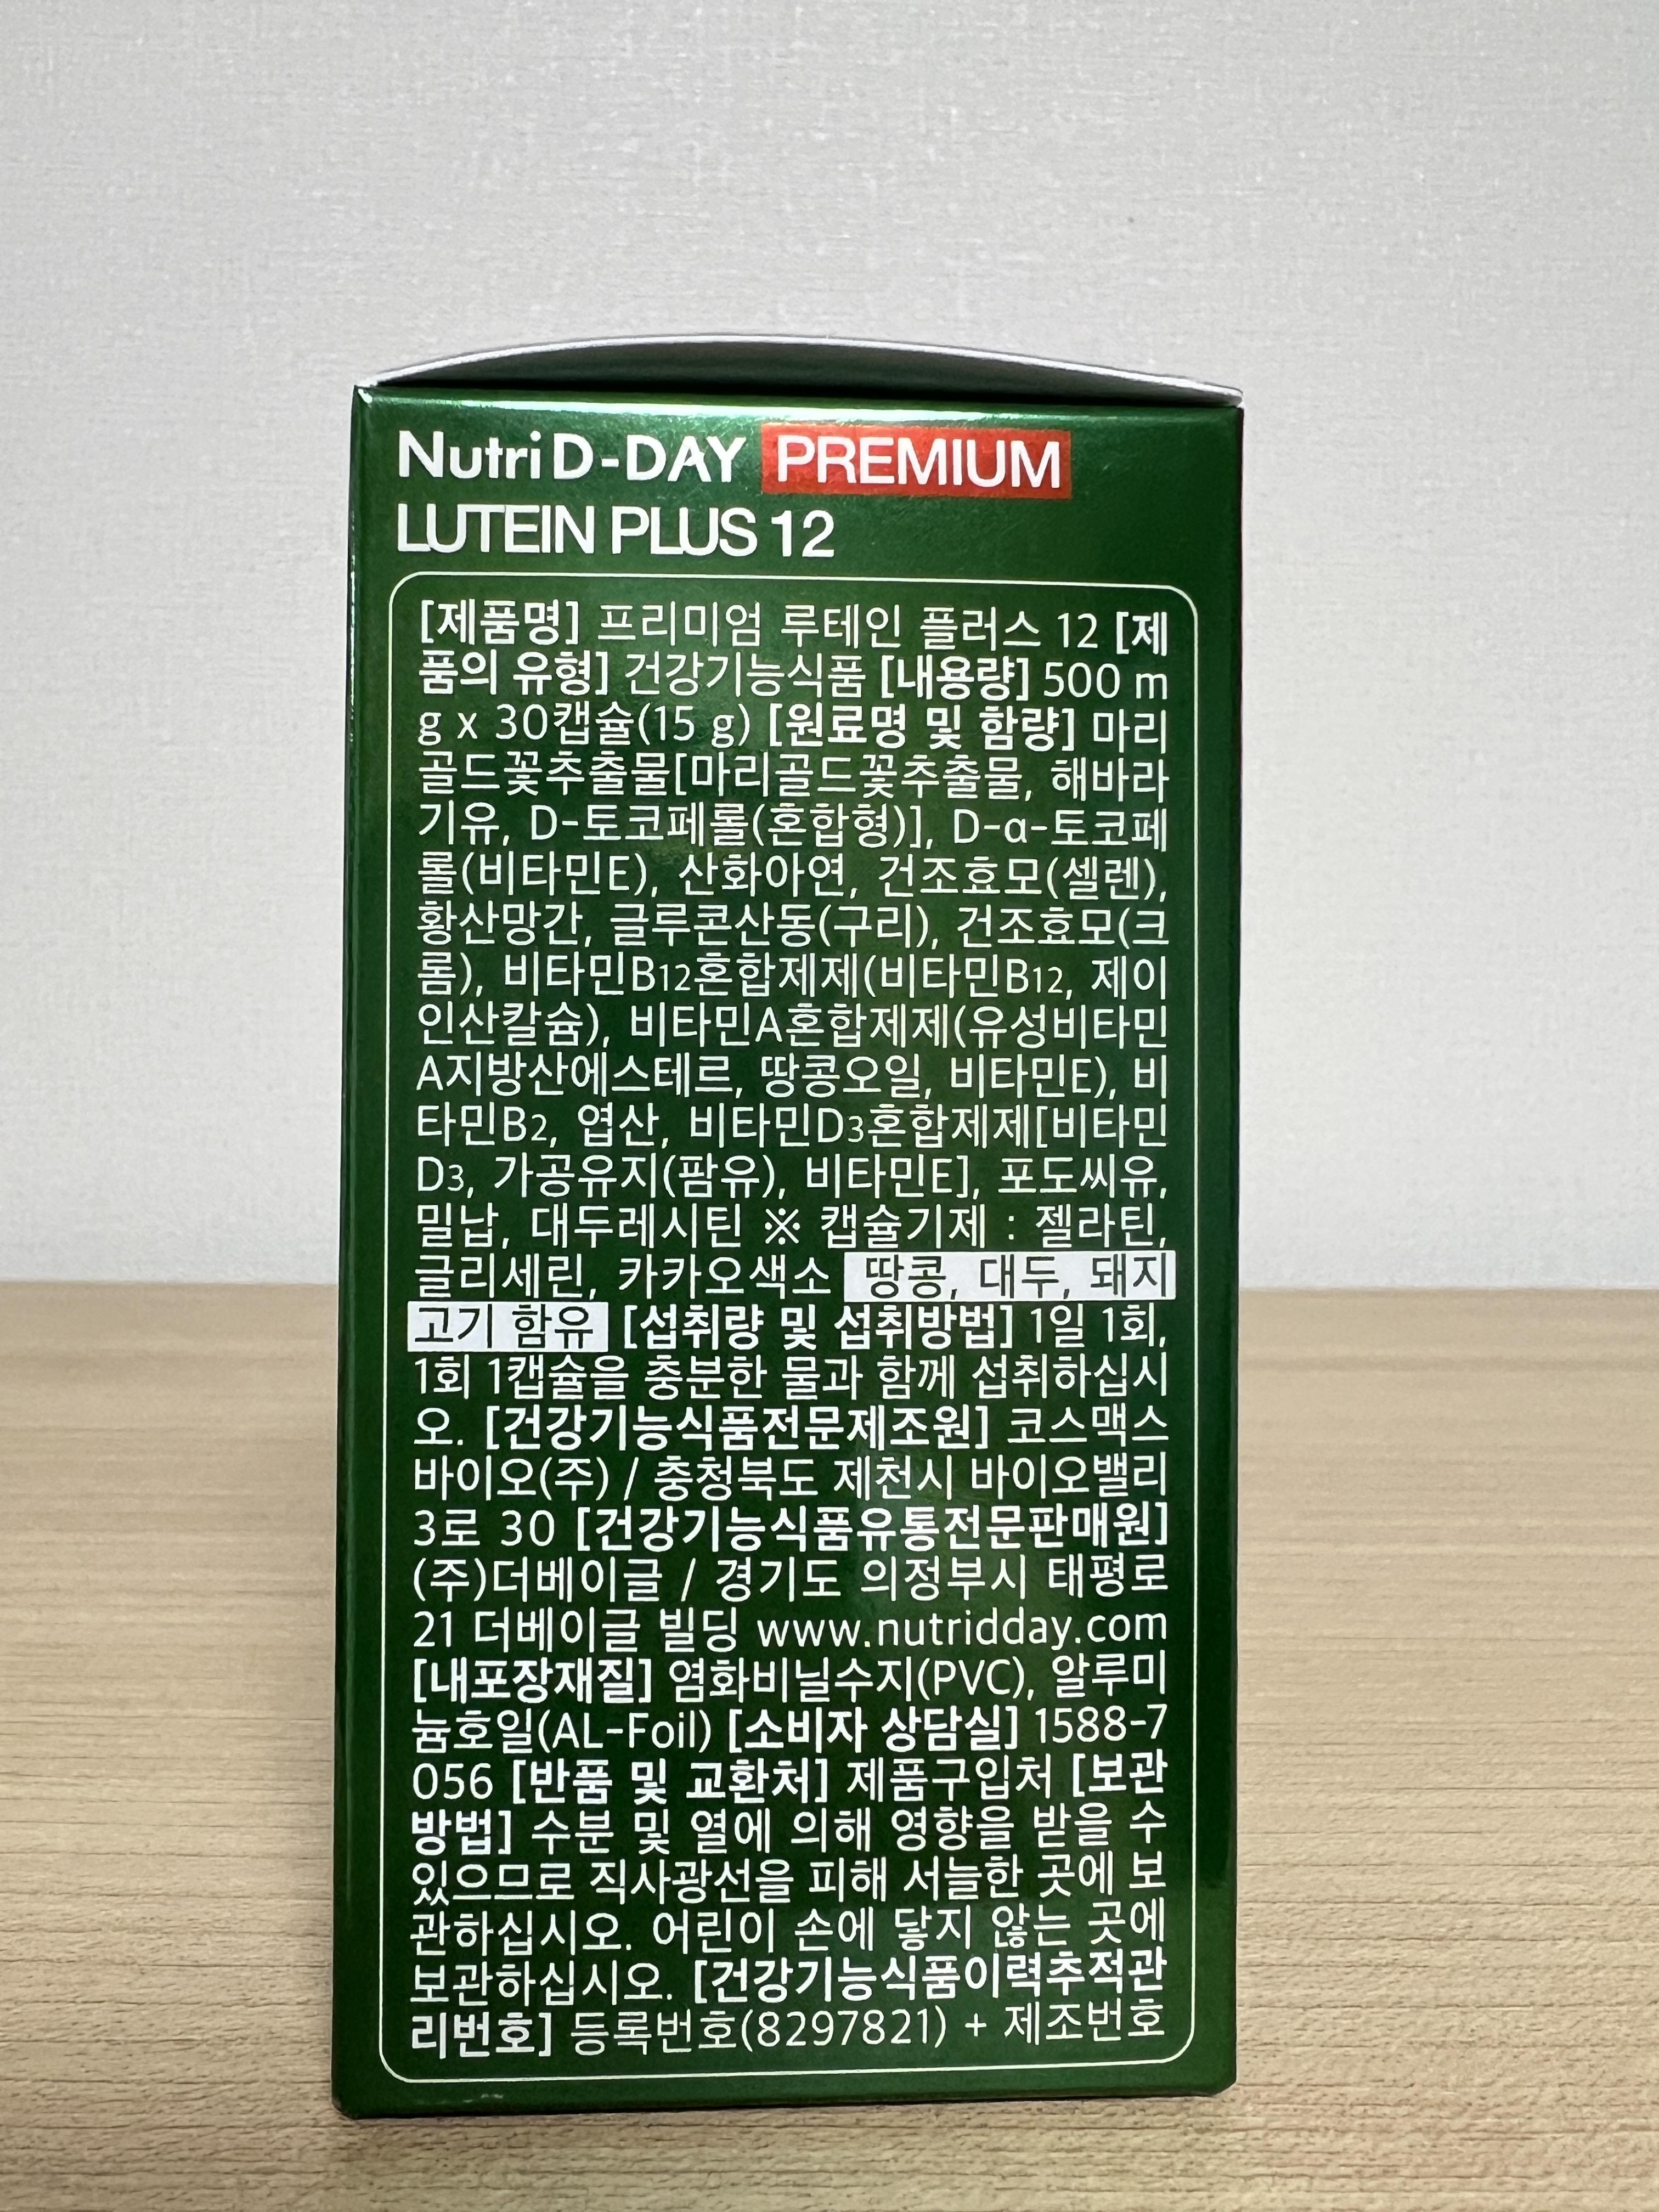 Nutri D-DAY PREMIUM
LUTEIN PLUS 12
[제품명] 프리미엄 루테인 플러스 12 [제
품의 유형] 건강기능식품 [내용량] 500 m
g x 30캡슐(15 g) [원료명 및 함량] 마리
골드꽃추출물[마리골드꽃추출물, 해바라
기유, D-토코페롤(혼합형)], D-α-토코페
롤(비타민E), 산화아연, 건조효모(셀렌),
황산망간, 글루콘산동(구리), 건조효모(크
롬), 비타민B12혼합제제(비타민B12, 제이
인산칼슘), 비타민A혼합제제(유성비타민
A지방산에스테르, 땅콩오일, 비타민E), 비
타민B2, 엽산, 비타민D3혼합제제[비타민
D3, 가공유지(팜유), 비타민E], 포도씨유,
밀납, 대두레시틴 ※ 캡슐기제 : 젤라틴,
글리세린, 카카오색소 땅콩, 대두, 돼지
고기 함유 [섭취량 및 섭취방법] 1일 1회,
1회 1캡슐을 충분한 물과 함께 섭취하십시
오. [건강기능식품전문제조원] 코스맥스
바이오(주) / 충청북도 제천시 바이오밸리
3로 30 [건강기능식품유통전문판매원]
(주)더베이글 / 경기도 의정부시 태평로
21 더베이글 빌딩 www.nutridday.com
[내포장재질] 염화비닐수지(PVC), 알루미
늄호일(AL-Foil) [소비자 상담실] 1588-7
056 [반품 및 교환처] 제품구입처 [보관
방법] 수분 및 열에 의해 영향을 받을 수
있으므로 직사광선을 피해 서늘한 곳에 보
관하십시오. 어린이 손에 닿지 않는 곳에
보관하십시오. [건강기능식품이력추적관
리번호] 등록번호(8297821) + 제조번호